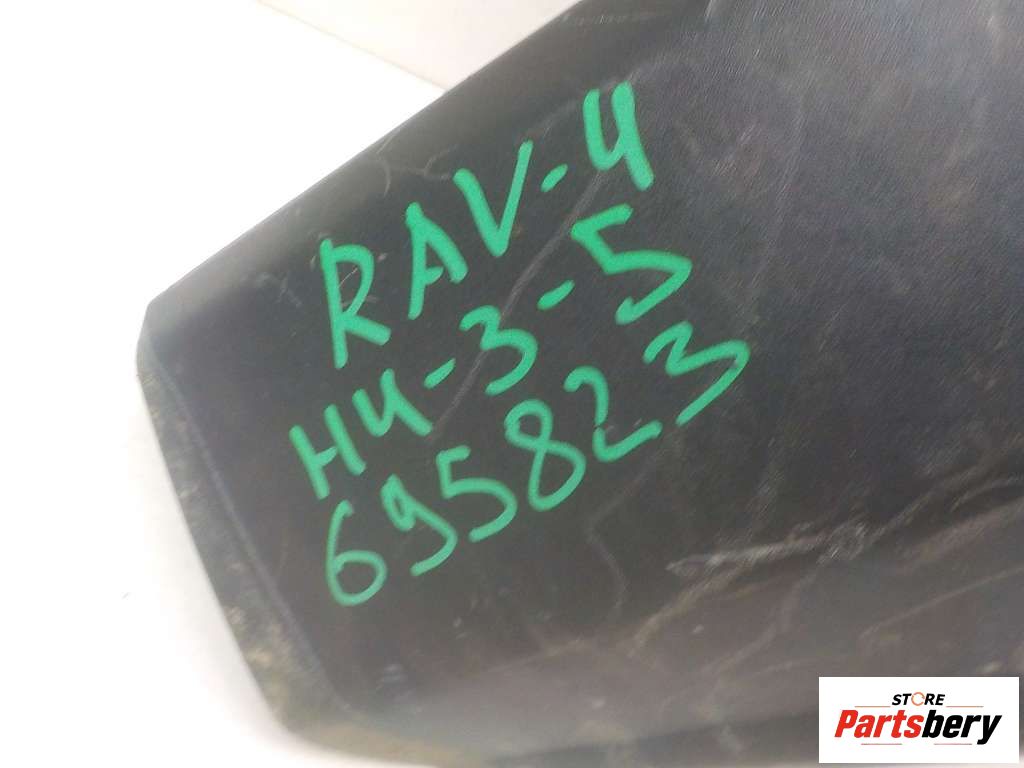 RAV-4
H4-3-5
695823
STORE
Partsbery